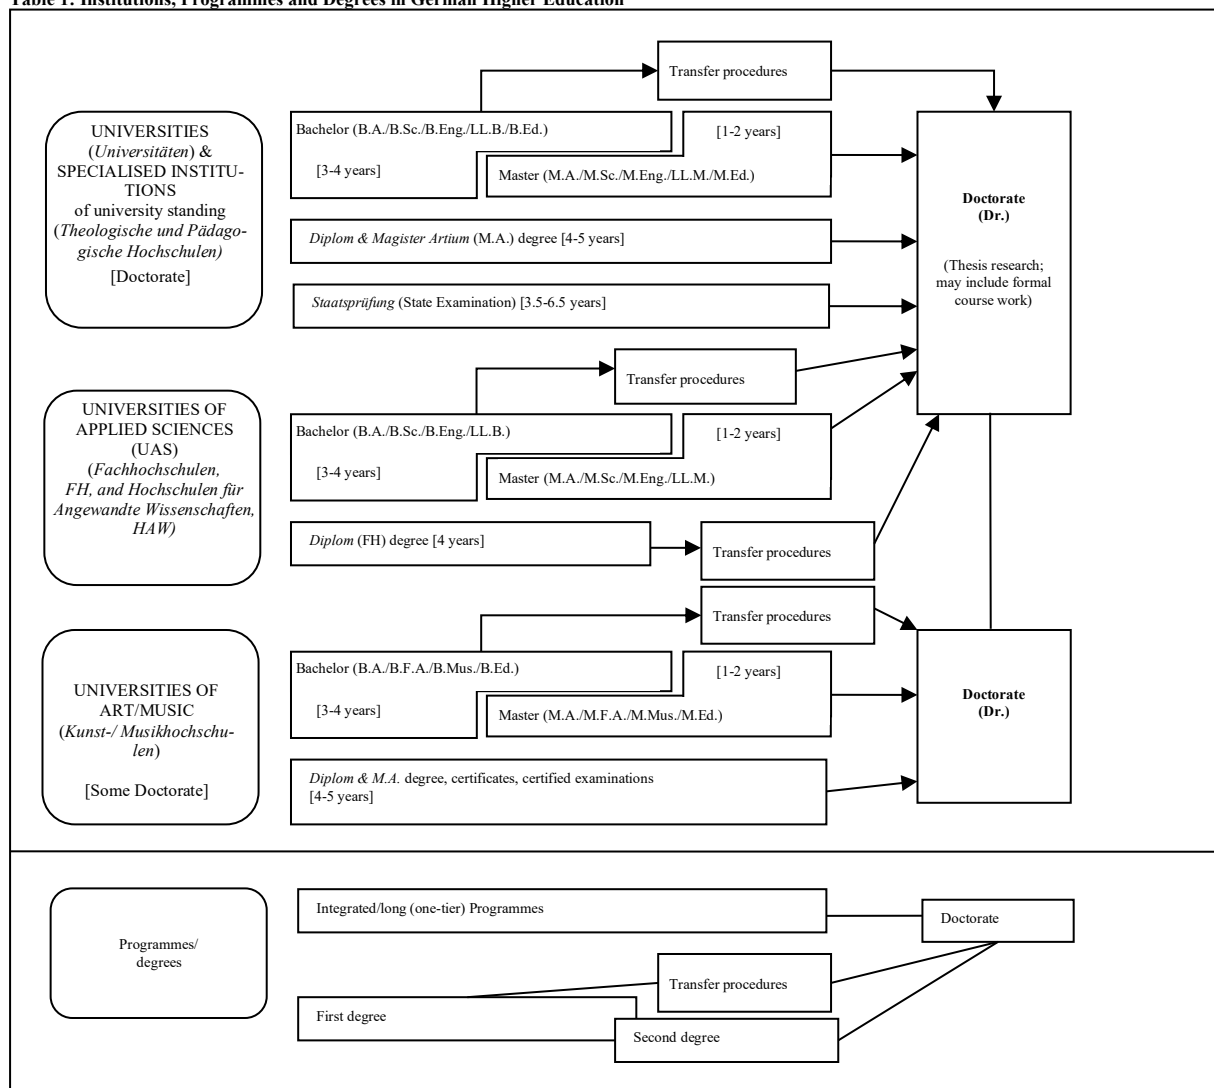 Table 1: Institutions, Programmes and Degrees in German Higher Education
Transfer procedures
UNIVERSITIES
(Universitäten) &
SPECIALISED INSTITU-
TIONS
of university standing
(Theologische und Pädago-
gische Hochschulen)
[Doctorate]
Bachelor (B.A./B.Sc./B.Eng./LL.B./B.Ed.)
[3-4 years]
[1-2 years]
Master (M.A./M.Sc./M.Eng./LL.M./M.Ed.)
Diplom & Magister Artium (M.A.) degree [4-5 years]
Staatsprüfung (State Examination) [3.5-6.5 years]
Doctorate
(Dr.)
(Thesis research;
may include formal
course work)
Transfer procedures
UNIVERSITIES OF
APPLIED SCIENCES
(UAS)
(Fachhochschulen,
FH, and Hochschulen für
Angewandte Wissenschaften,
HAW)
Bachelor (B.A./B.Sc./B.Eng./LL.B.)
[3-4 years]
[1-2 years]
Master (M.A./M.Sc./M.Eng./LL.M.)
Diplom (FH) degree [4 years]
Transfer procedures
Transfer procedures
UNIVERSITIES OF
ART/MUSIC
(Kunst-/ Musikhochschu-
len)
[Some Doctorate]
Bachelor (B.A./B.F.A./B.Mus./B.Ed.)
[3-4 years]
[1-2 years]
Master (M.A./M.F.A./M.Mus./M.Ed.)
Diplom & M.A. degree, certificates, certified examinations
[4-5 years]
Doctorate
(Dr.)
Programmes/
degrees
Integrated/long (one-tier) Programmes
Doctorate
Transfer procedures
First degree
Second degree